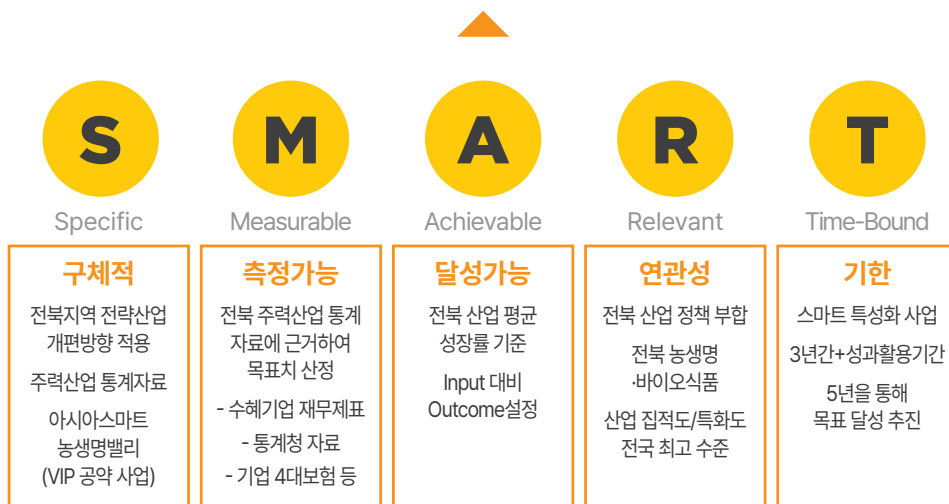 S
Specific
구체적
전북지역 전략산업
개편방향 적용
주력산업 통계자료
아시아스마트
농생명밸리
(VIP 공약 사업)
M
Measurable
측정가능
전북 주력산업 통계
자료에 근거하여
목표치 산정
- 수혜기업 재무제표
- 통계청 자료
- 기업 4대보험 등
A
Achievable
달성가능
전북 산업 평균
성장률 기준
Input 대비
Outcome설정
R
Relevant
연관성
전북 산업 정책 부합
전북 농생명
·바이오식품
산업 집적도/특화도
전국 최고 수준
T
Time-Bound
기한
스마트 특성화 사업
3년간+성과활용기간
5년을 통해
목표 달성 추진